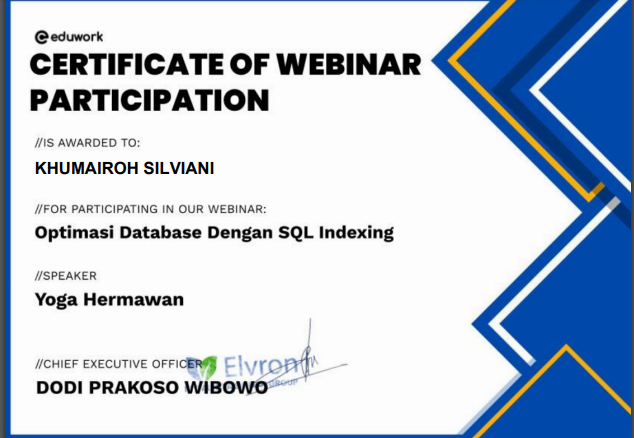 eduwork
CERTIFICATE OF WEBINAR
PARTICIPATION
//IS AWARDED TO:
KHUMAIROH SILVIANI
//FOR PARTICIPATING IN OUR WEBINAR:
Optimasi Database Dengan SQL Indexing
//SPEAKER
Yoga Hermawan
//CHIEF EXECUTIVE OFFICER
Elvron
GROUP
DODI PRAKOSO WIBOWO